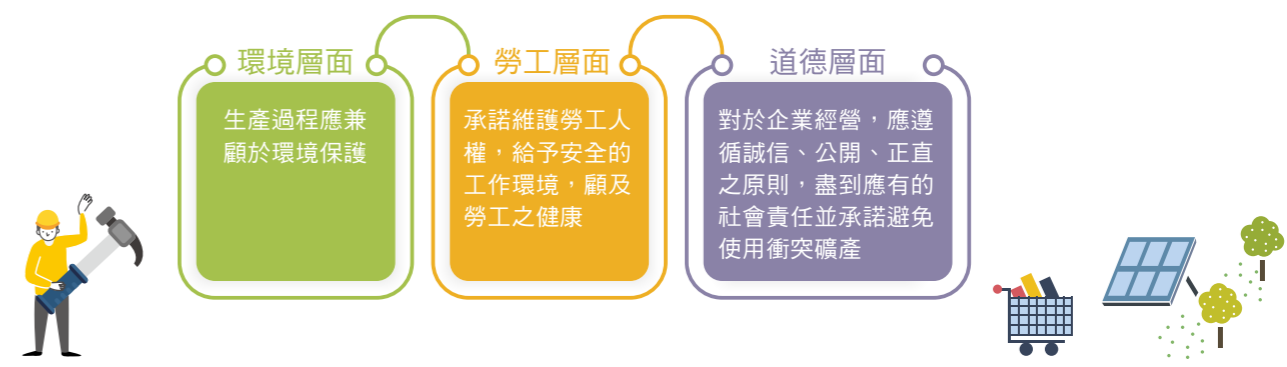 環境層面
生產過程應兼
顧於環境保護
勞工層面
承諾維護勞工人
權，給予安全的
工作環境，顧及
勞工之健康
道德層面
對於企業經營，應遵
循誠信、公開、正直
之原則，盡到應有的
社會責任並承諾避免
使用衝突礦產